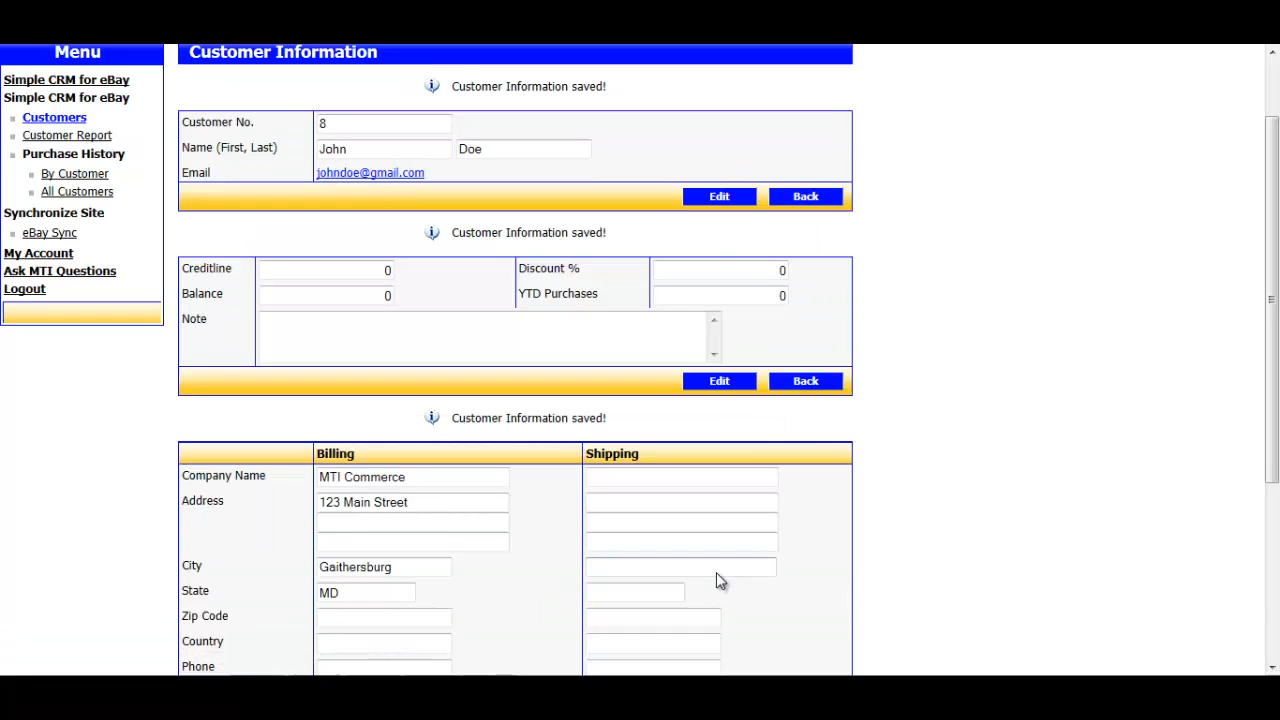 Menu
Simple CRM for eBay
Simple CRM for eBay
Customers
Customer Report
Purchase History
By Customer
All Customers
Synchronize Site
eBay Sync
My Account
Ask MTI Questions
Logout
Customer Information
Customer Information saved!
Customer No. 8
Name (First, Last) John Doe
Email johndoe@gmail.com
Edit Back
Customer Information saved!
Creditline 0 Discount % 0
Balance 0 YTD Purchases 0
Note
Edit Back
Customer Information saved!
Billing Shipping
Company Name MTI Commerce
Address 123 Main Street
City Gaithersburg
State MD
Zip Code
Country
Phone